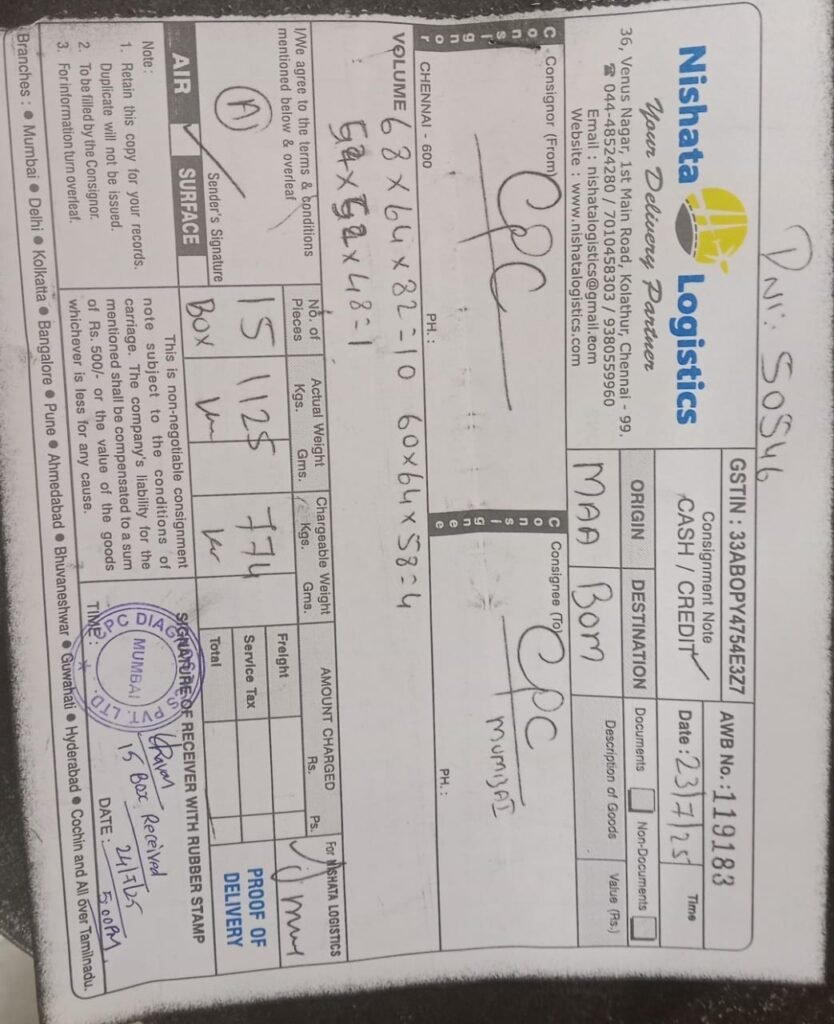 DNI: 50546
Nishata Logistics
Your Delivery Partner
36, Venus Nagar, 1st Main Road, Kolathur, Chennai - 99.
☎ 044-48524280 / 7010458303 / 9380559960
Email : nishatalogistics@gmail.com
Website : www.nishatalogistics.com
GSTIN : 33ABOPY4754E3Z7
Consignment Note
CASH / CREDIT ✓
AWB No. : 119183
Date : 23/7/25
Time
ORIGIN
DESTINATION
MAA
BOM
Documents
Non-Documents
Description of Goods
Value (Rs.)
Consignor
Consignor (From)
CPC
CHENNAI - 600
PH. :
Consignee
Consignee (To)
CPC
MUMBAI
PH. :
VOLUME 68 x 64 x 82 = 10 60 x 64 x 58 = 4
54 x 52 x 48 = 1
I/We agree to the terms & conditions
mentioned below & overleaf
Sender's Signature
AIR ✓ SURFACE
Note :
1. Retain this copy for your records.
Duplicate will not be issued.
2. To be filled by the Consignor.
3. For information turn overleaf.
No. of Pieces
Actual Weight
Kgs. Gms.
Chargeable Weight
Kgs. Gms.
AMOUNT CHARGED
Rs. Ps.
15
BOX
1125
774
Freight
Service Tax
Total
For NISHATA LOGISTICS
PROOF OF
DELIVERY
This is non-negotiable consignment
note subject to the conditions of
carriage. The company's liability for the
mentioned shall be compensated to a sum
of Rs. 500/- or the value of the goods
whichever is less for any cause.
SIGNATURE OF RECEIVER WITH RUBBER STAMP
MUMBAI
PVT. LTD.
15 Box Received
24/7/25
5:00PM
TIME :
DATE :
Branches : ● Mumbai ● Delhi ● Kolkatta ● Bangalore ● Pune ● Ahmedabad ● Bhuvaneshwar ● Guwahati ● Hyderabad ● Cochin and All over Tamilnadu.